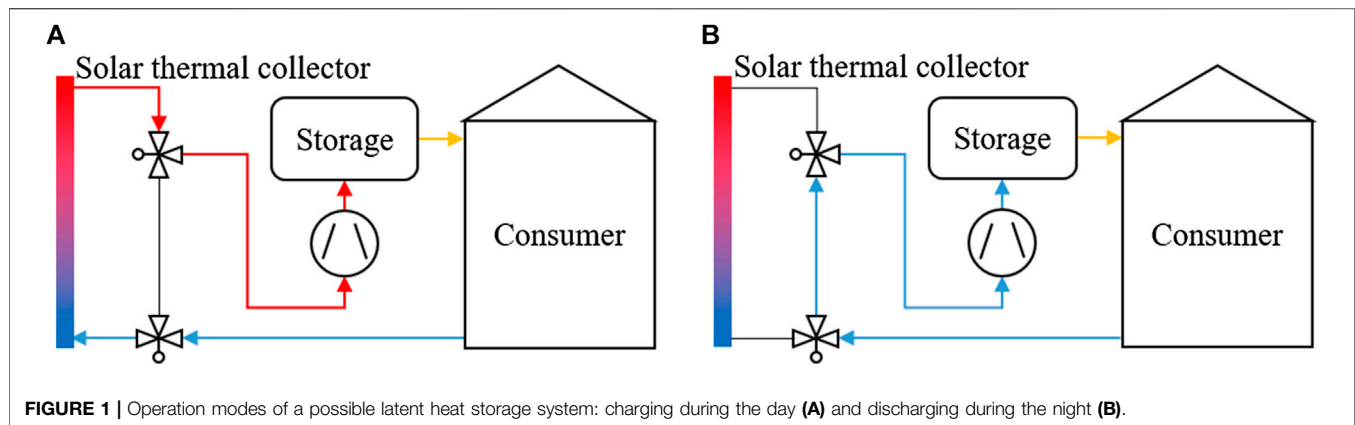 A
Solar thermal collector
Storage
Consumer
B
Solar thermal collector
Storage
Consumer
FIGURE 1 | Operation modes of a possible latent heat storage system: charging during the day (A) and discharging during the night (B).